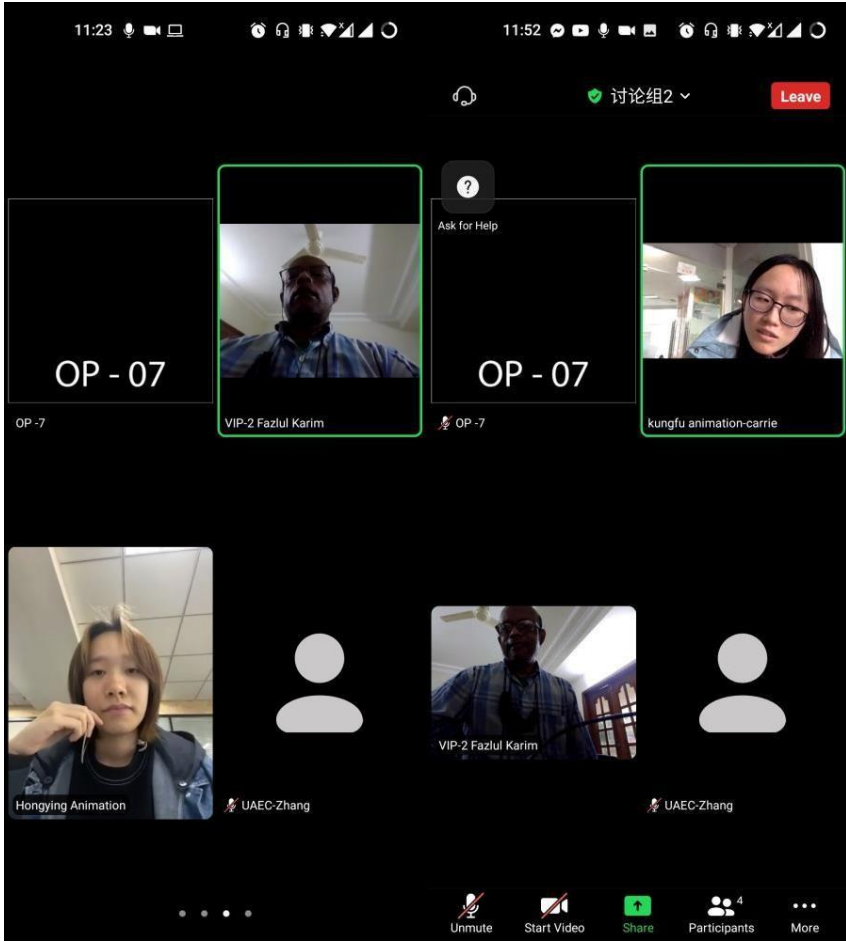 11:23
OP - 07
OP -7
VIP-2 Fazlul Karim
Hongying Animation
UAEC-Zhang
11:52
讨论组2
Leave
?
Ask for Help
OP - 07
OP -7
kungfu animation-carrie
VIP-2 Fazlul Karim
UAEC-Zhang
Unmute
Start Video
Share
4
Participants
More